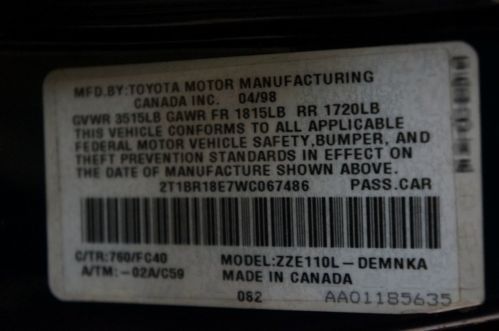 MFD.BY:TOYOTA MOTOR MANUFACTURING
CANADA INC. 04/98
GVWR 3515LB GAWR FR 1815LB RR 1720LB
THIS VEHICLE CONFORMS TO ALL APPLICABLE
FEDERAL MOTOR VEHICLE SAFETY,BUMPER, AND
THEFT PREVENTION STANDARDS IN EFFECT ON
THE DATE OF MANUFACTURE SHOWN ABOVE.
2T1BR18E7WC067486 PASS.CAR
C/TR:760/FC40 MODEL:ZZE110L-DEMNKA
A/TM:-02A/C59 MADE IN CANADA
062 AA01185635